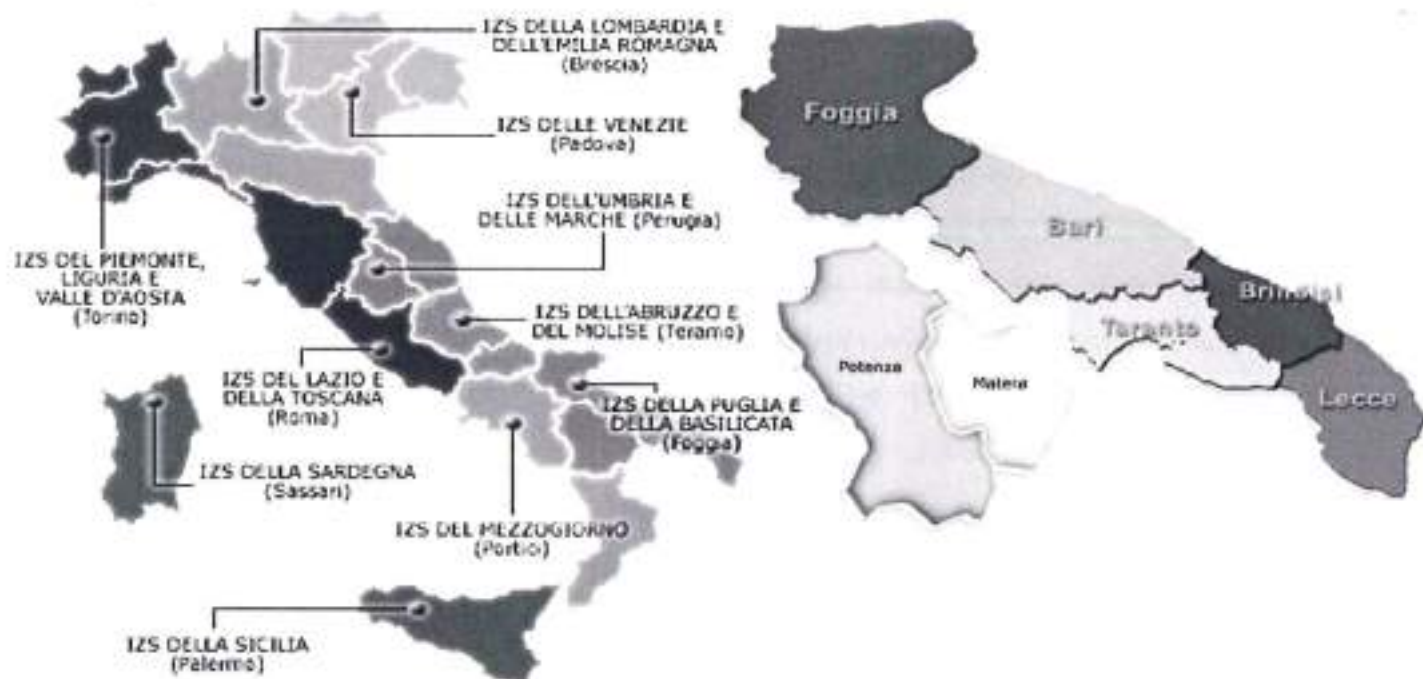 IZS DELLA LOMBARDIA E
DELL'EMILIA ROMAGNA
(Brescia)
IZS DELLE VENEZIE
(Padova)
IZS DELL'UMBRIA E
DELLE MARCHE (Perugia)
IZS DEL PIEMONTE,
LIGURIA E
VALLE D'AOSTA
(Torino)
IZS DELL'ABRUZZO E
DEL MOLISE (Teramo)
IZS DEL LAZIO E
DELLA TOSCANA
(Roma)
IZS DELLA PUGLIA E
DELLA BASILICATA
(Foggia)
IZS DELLA SARDEGNA
(Sassari)
IZS DEL MEZZOGIORNO
(Portici)
IZS DELLA SICILIA
(Palermo)
Foggia
Bari
Brindisi
Taranto
Lecce
Potenza
Matera